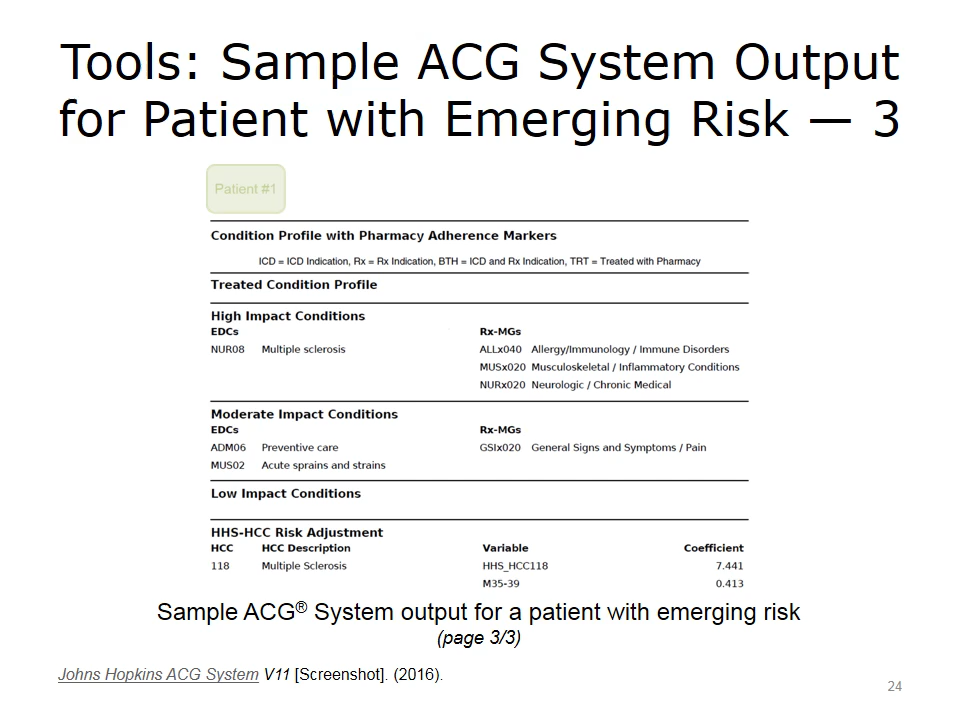 Tools: Sample ACG System Output
for Patient with Emerging Risk — 3
Patient #1
Condition Profile with Pharmacy Adherence Markers
ICD = ICD Indication, Rx = Rx Indication, BTH = ICD and Rx Indication, TRT = Treated with Pharmacy
Treated Condition Profile
High Impact Conditions
EDCs Rx-MGs
NUR08 Multiple sclerosis ALLx040 Allergy/Immunology / Immune Disorders
MUSx020 Musculoskeletal / Inflammatory Conditions
NURx020 Neurologic / Chronic Medical
Moderate Impact Conditions
EDCs Rx-MGs
ADM06 Preventive care GSIx020 General Signs and Symptoms / Pain
MUS02 Acute sprains and strains
Low Impact Conditions
HHS-HCC Risk Adjustment
HCC HCC Description Variable Coefficient
118 Multiple Sclerosis HHS_HCC118 7.441
M35-39 0.413
Sample ACG® System output for a patient with emerging risk
(page 3/3)
Johns Hopkins ACG System V11 [Screenshot]. (2016).
24